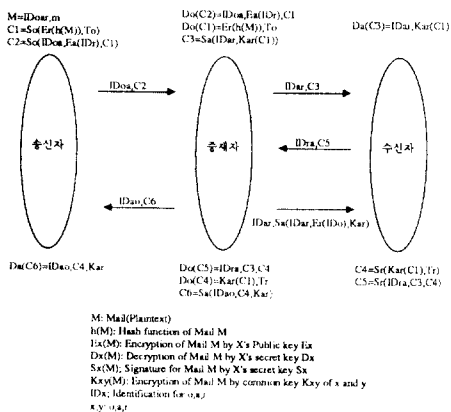 M=IDoar,m
C1=So(Er(h(M)),To)
C2=So(IDoa,Ea(IDr),C1)
Do(C2)=IDoa,Ea(IDr),C1
Do(C1)=Er(h(M)),To
C3=Sa(IDar,Kar(C1))
Da(C3)=IDar,Kar(C1)
IDoa,C2
IDar,C3
송신자
중재자
수신자
IDra,C5
IDao,C6
IDar,Sa(IDar,Ea(IDo),Kar)
Da(C6)=IDao,C4,Kar
Do(C5)=IDra,C3,C4
Do(C4)=Kar(C1),Tr
C6=Sa(IDao,C4,Kar)
C4=Sr(Kar(C1),Tr)
C5=Sr(IDra,C3,C4)
M: Mail(Plaintext)
h(M): Hash function of Mail M
Ex(M): Encryption of Mail M by X's Public key Ex
Dx(M): Decryption of Mail M by X's secret key Dx
Sx(M); Signature for Mail M by X's secret key Sx
Kxy(M): Encryption of Mail M by common key Kxy of x and y
IDx; Identification for o,a,r
x,y: o,a,r